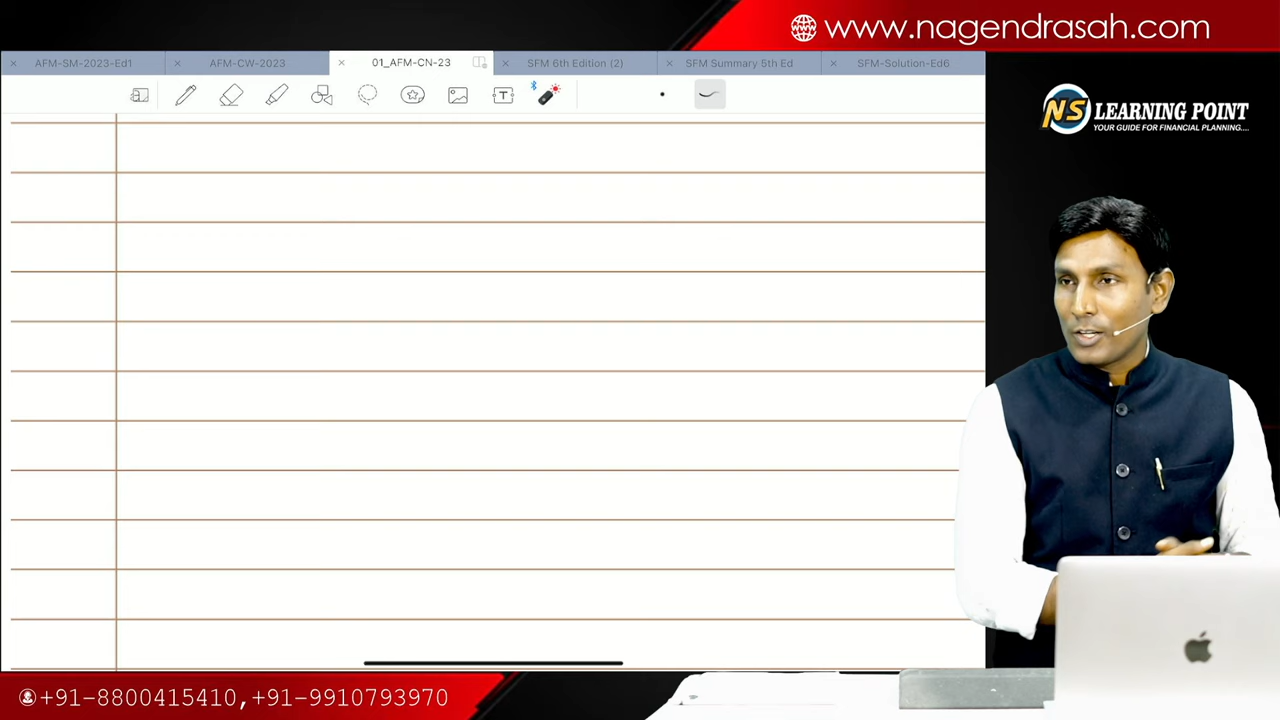 www.nagendrasah.com
AFM-SM-2023-Ed1
AFM-CW-2023
01_AFM-CN-23
SFM 6th Edition (2)
SFM Summary 5th Ed
SFM-Solution-Ed6
T
NS LEARNING POINT
YOUR GUIDE FOR FINANCIAL PLANNING....
+91-8800415410,+91-9910793970